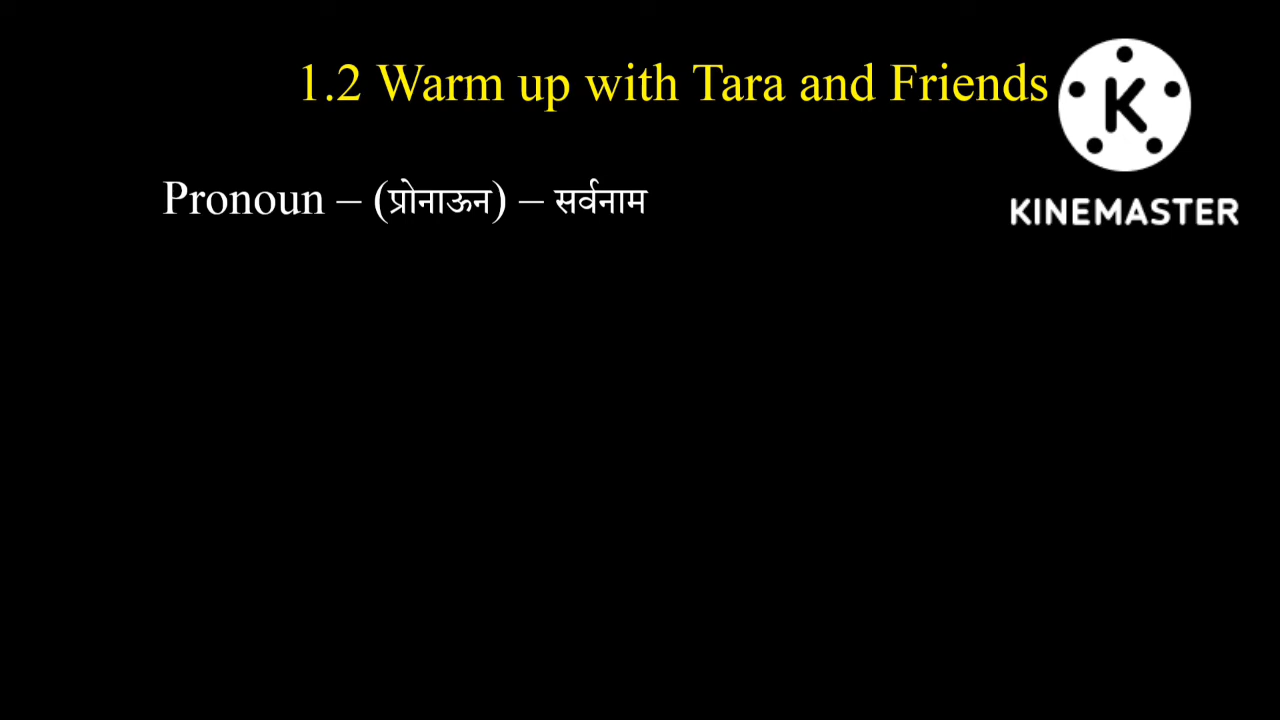 1.2 Warm up with Tara and Friends
K
KINEMASTER
Pronoun – (प्रोनाऊन) – सर्वनाम